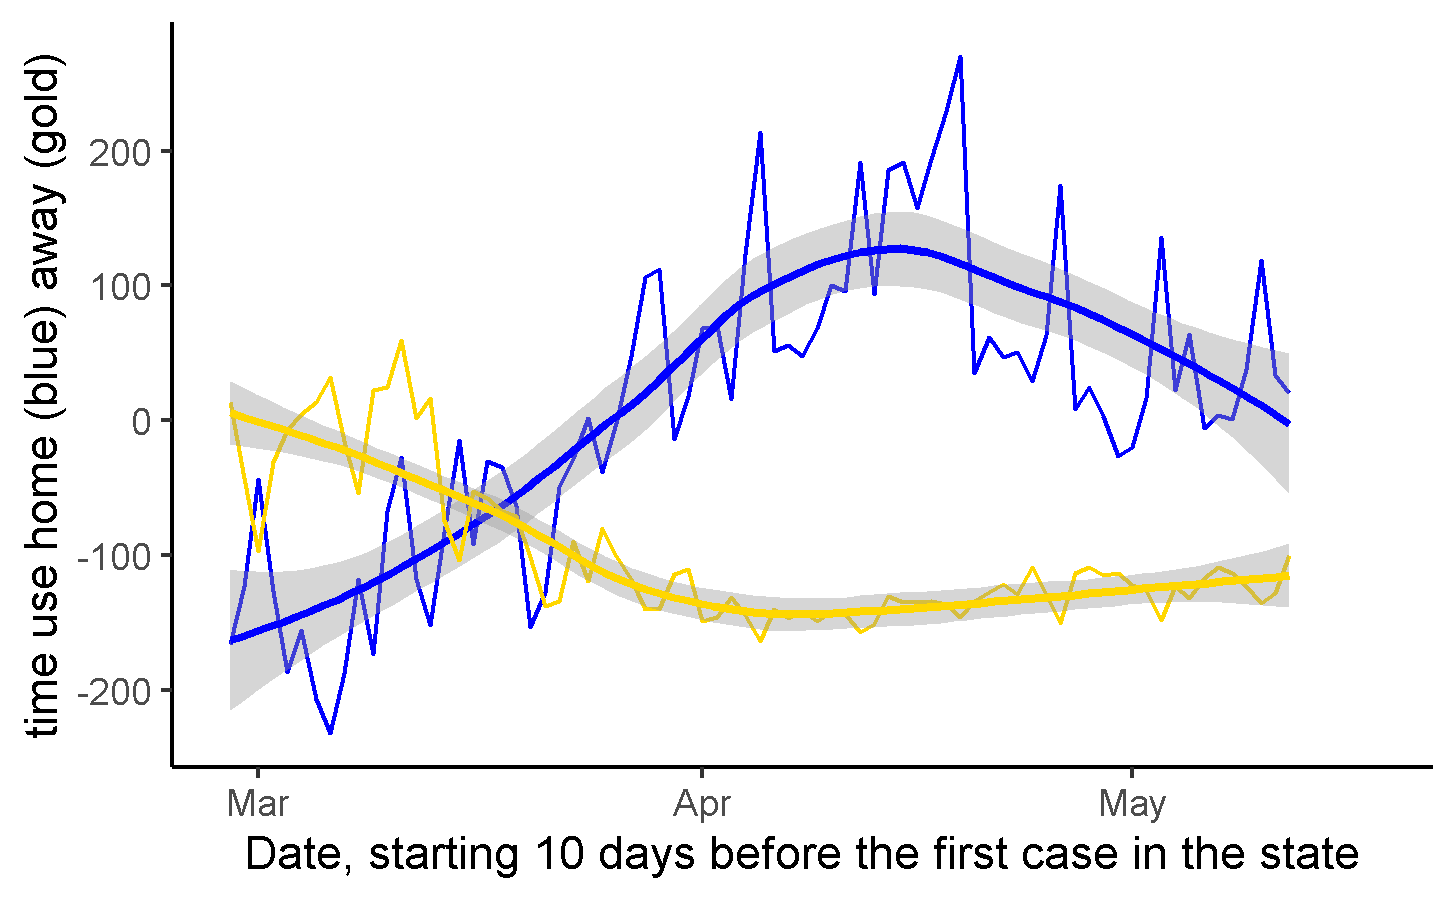 time use home (blue) away (gold)
200
100
0
-100
-200
Mar
Apr
May
Date, starting 10 days before the first case in the state